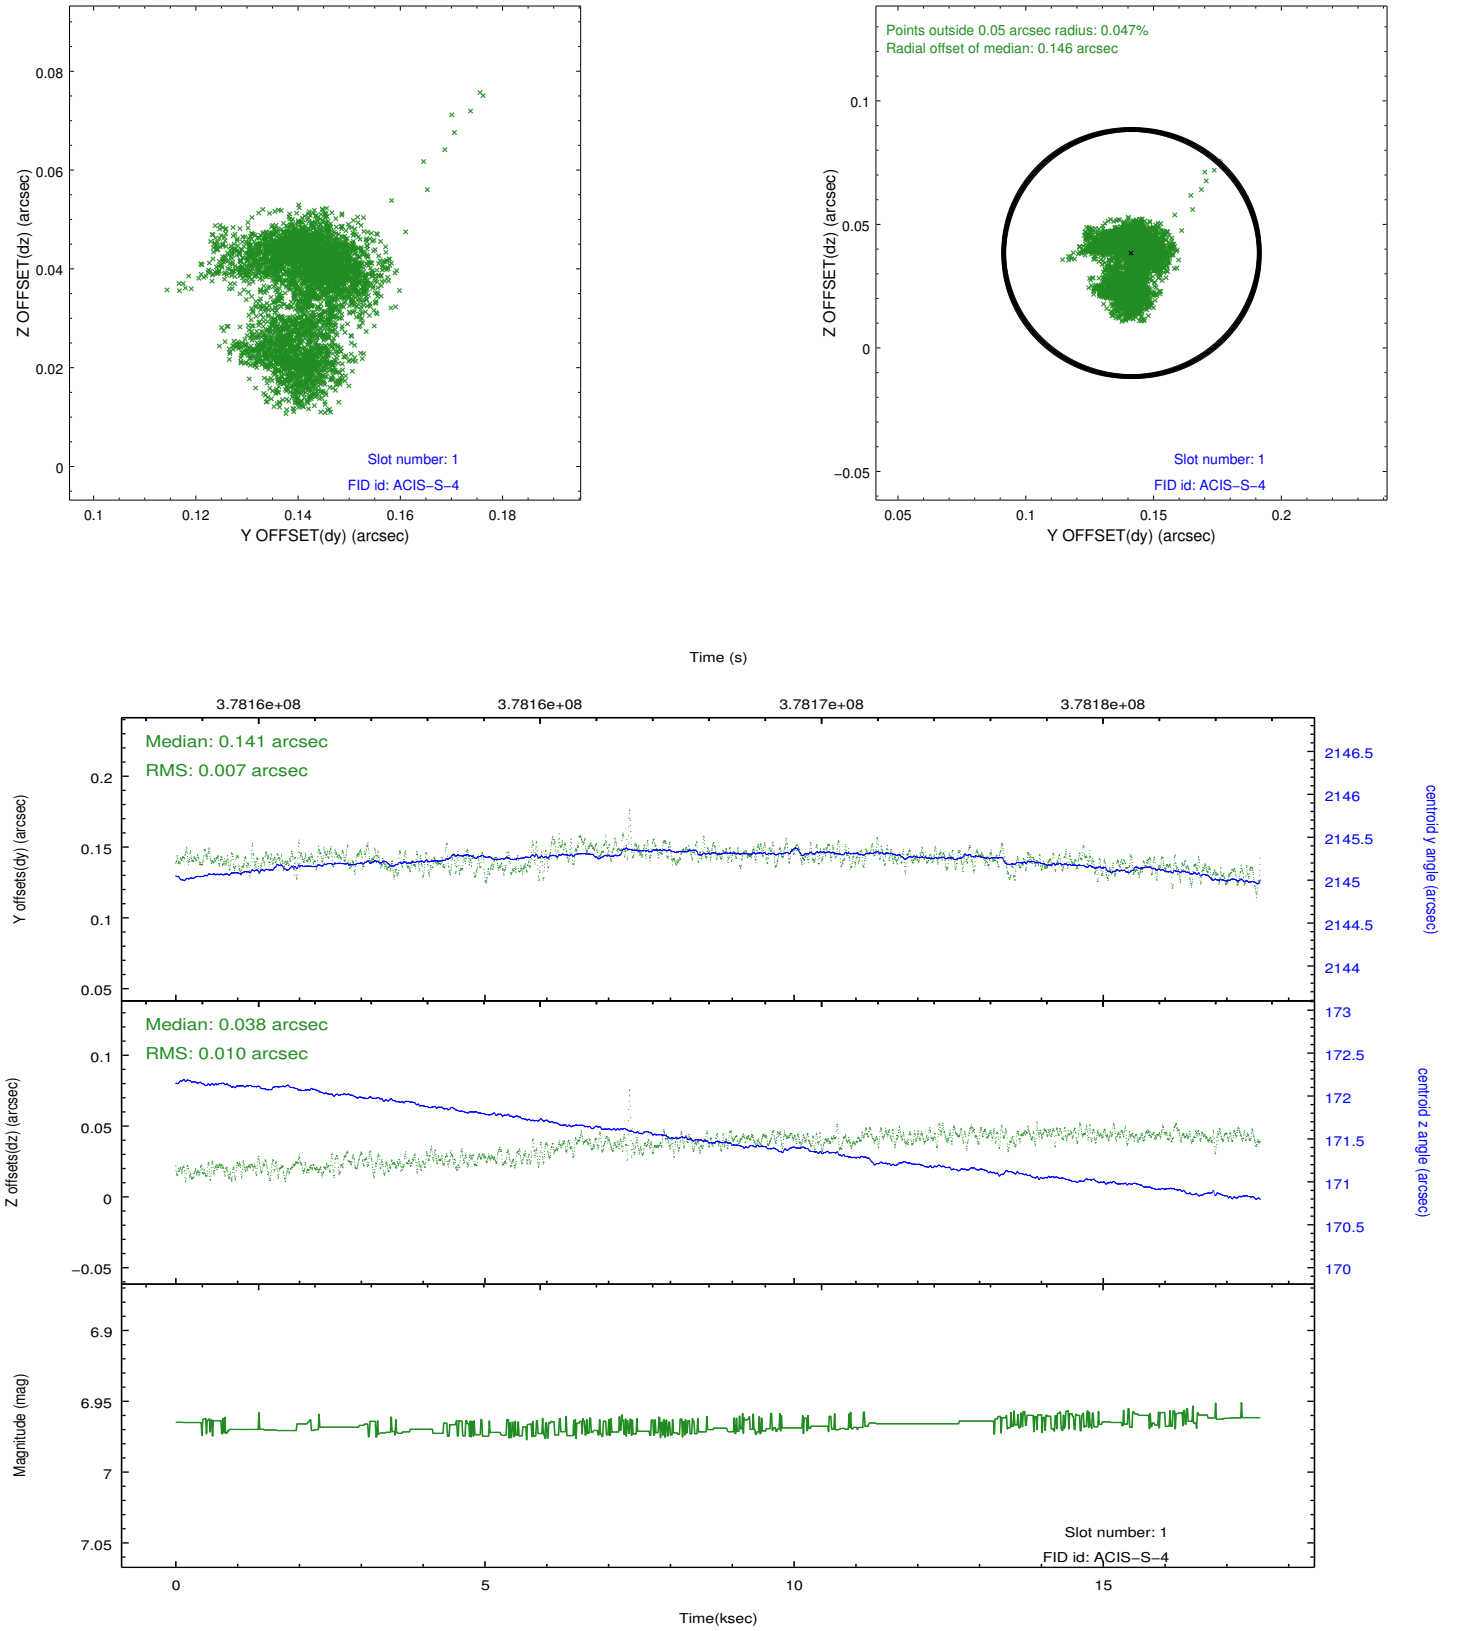 0.08
0.06
0.04
0.02
0
Z OFFSET(dz) (arcsec)
0.1 0.12 0.14 0.16 0.18
Y OFFSET(dy) (arcsec)
Slot number: 1
FID id: ACIS−S−4
Points outside 0.05 arcsec radius: 0.047%
Radial offset of median: 0.146 arcsec
0.1
0.05
0
−0.05
Z OFFSET(dz) (arcsec)
Slot number: 1
FID id: ACIS−S−4
0.05 0.1 0.15 0.2
Y OFFSET(dy) (arcsec)
Time (s)
3.7816e+08 3.7816e+08 3.7817e+08 3.7818e+08
Median: 0.141 arcsec
RMS: 0.007 arcsec
0.2
0.15
0.1
0.05
Y offsets(dy) (arcsec)
2146.5
2146
2145.5
2145
2144.5
2144
centroid y angle (arcsec)
Median: 0.038 arcsec
RMS: 0.010 arcsec
0.1
0.05
0
−0.05
Z offsets(dz) (arcsec)
173
172.5
172
171.5
171
170.5
170
centroid z angle (arcsec)
6.9
6.95
7
7.05
Magnitude (mag)
Slot number: 1
FID id: ACIS−S−4
0 5 10 15
Time(ksec)